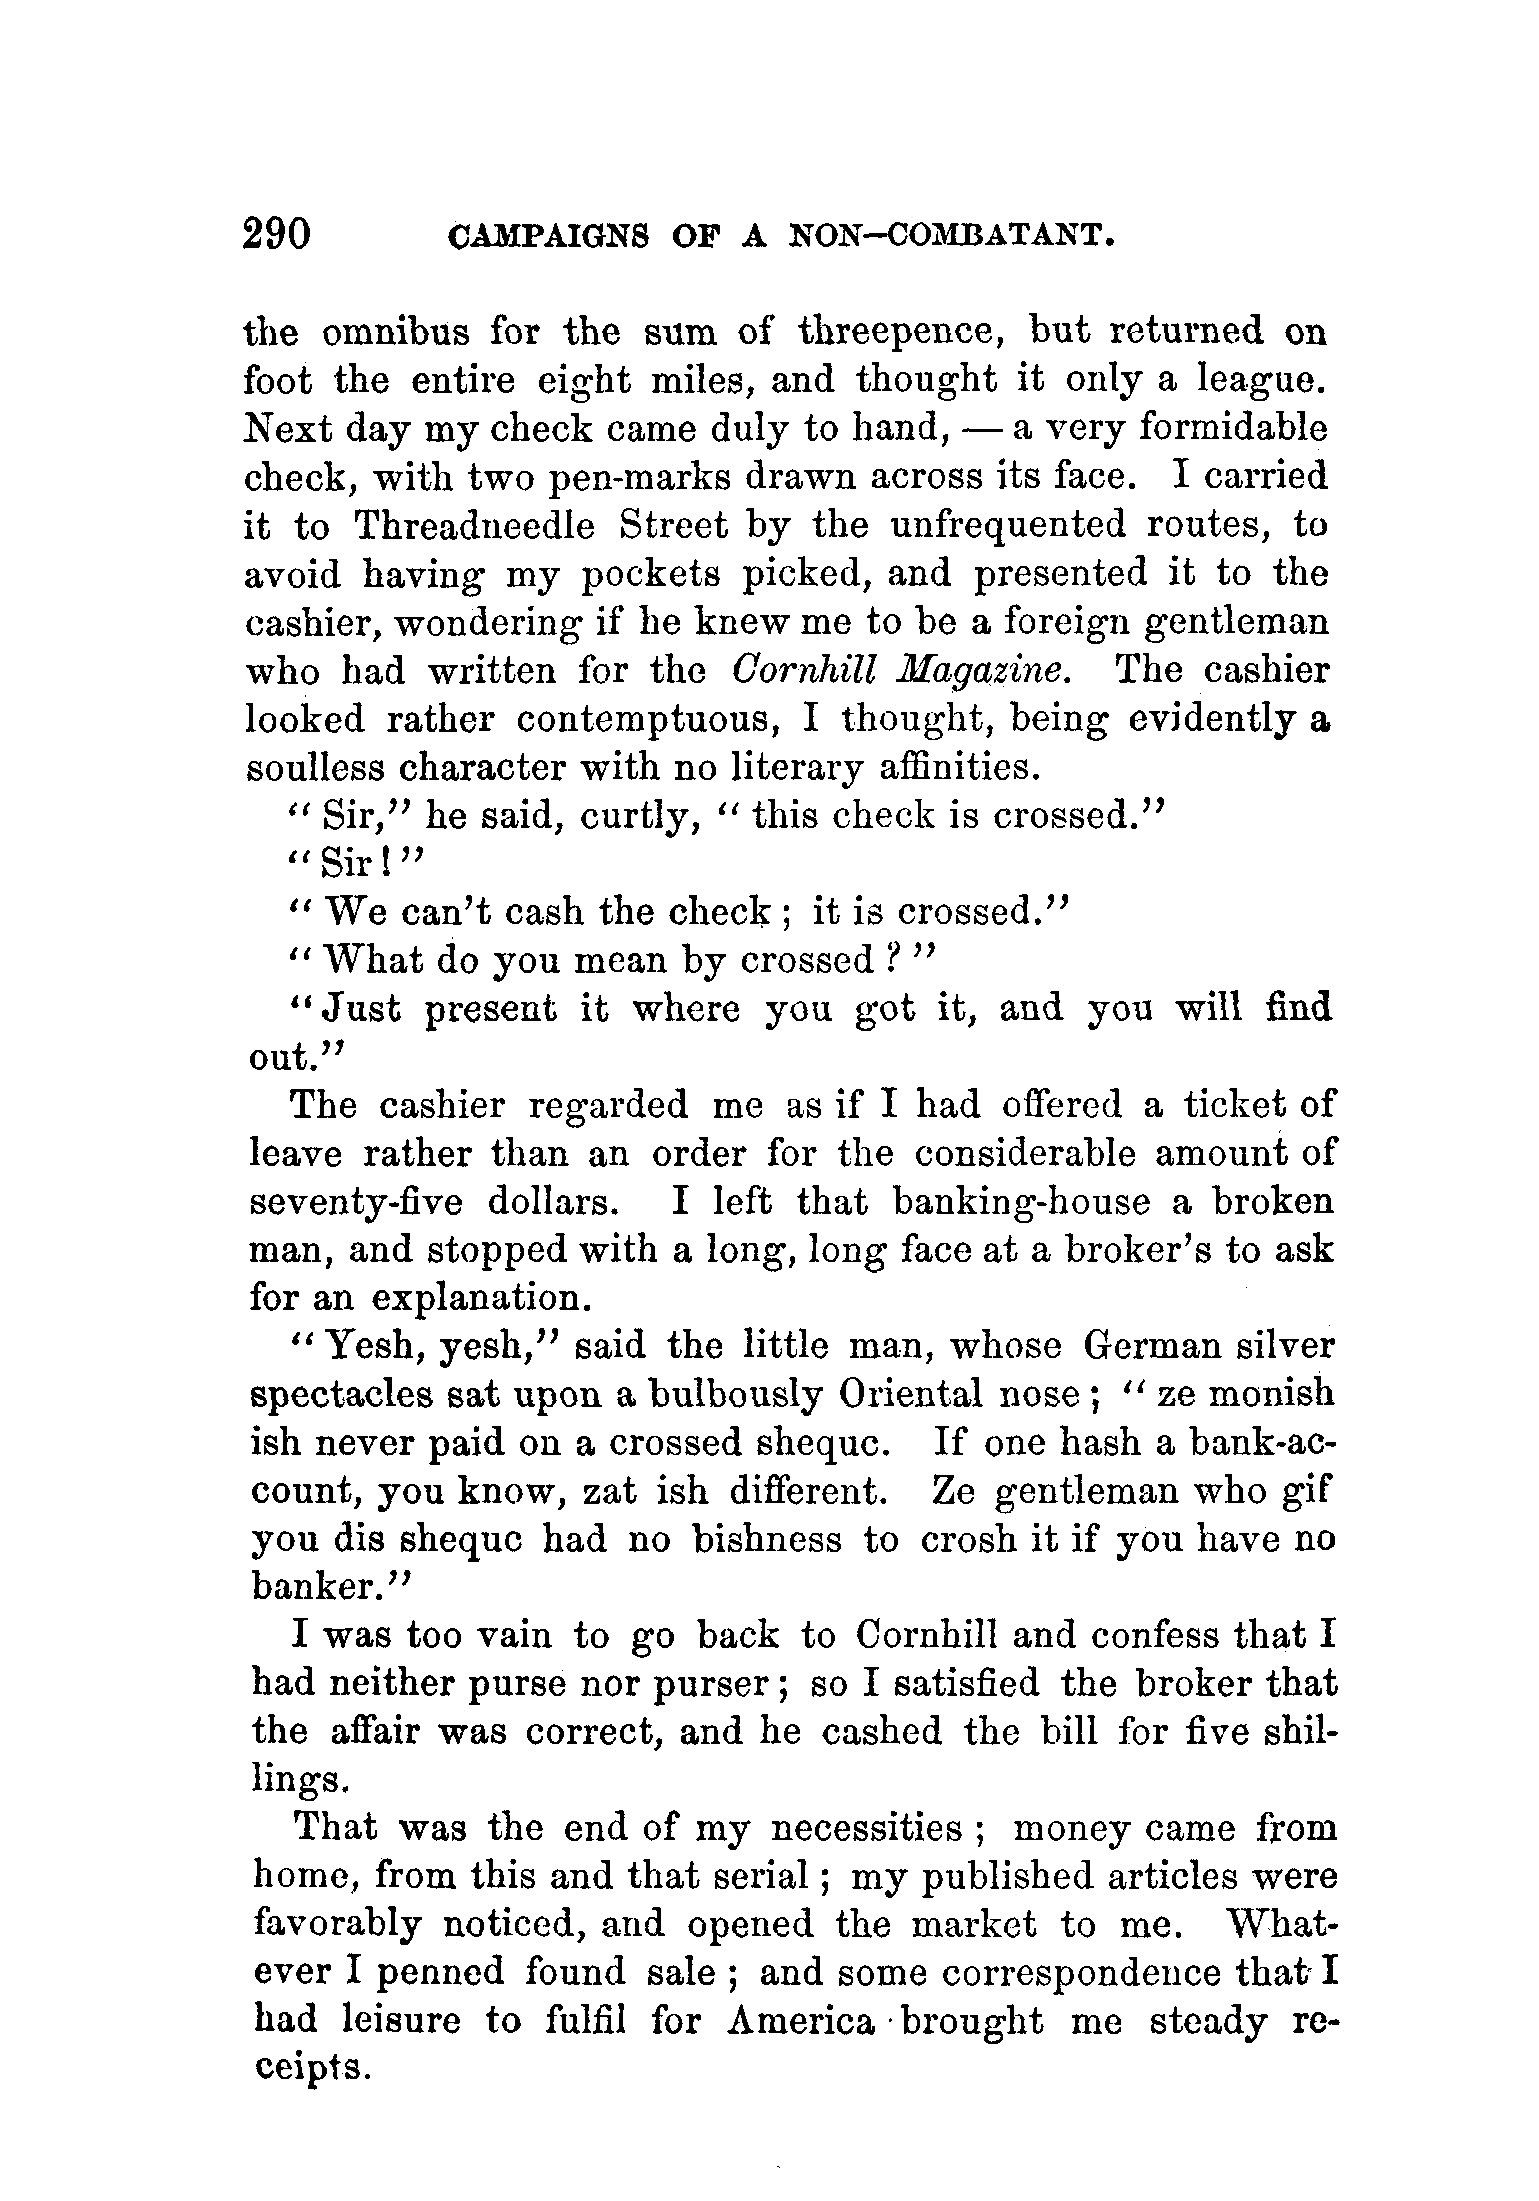 290 CAMPAIGNS OF A NON-COMBATANT.
the omnibus for the sum of threepence, but returned on
foot the entire eight miles, and thought it only a league.
Next day my check came duly to hand, — a very formidable
check, with two pen-marks drawn across its face. I carried
it to Threadneedle Street by the unfrequented routes, to
avoid having my pockets picked, and presented it to the
cashier, wondering if he knew me to be a foreign gentleman
who had written for the Cornhill Magazine. The cashier
looked rather contemptuous, I thought, being evidently a
soulless character with no literary affinities.
“ Sir,” he said, curtly, “ this check is crossed.”
“ Sir ! ”
“ We can’t cash the check ; it is crossed.”
“ What do you mean by crossed ? ”
“ Just present it where you got it, and you will find
out.”
The cashier regarded me as if I had offered a ticket of
leave rather than an order for the considerable amount of
seventy-five dollars. I left that banking-house a broken
man, and stopped with a long, long face at a broker’s to ask
for an explanation.
“ Yesh, yesh,” said the little man, whose German silver
spectacles sat upon a bulbously Oriental nose ; “ ze monish
ish never paid on a crossed sheque. If one hash a bank-ac-
count, you know, zat ish different. Ze gentleman who gif
you dis sheque had no bishness to crosh it if you have no
banker.”
I was too vain to go back to Cornhill and confess that I
had neither purse nor purser ; so I satisfied the broker that
the affair was correct, and he cashed the bill for five shil-
lings.
That was the end of my necessities ; money came from
home, from this and that serial ; my published articles were
favorably noticed, and opened the market to me. What-
ever I penned found sale ; and some correspondence that I
had leisure to fulfil for America brought me steady re-
ceipts.